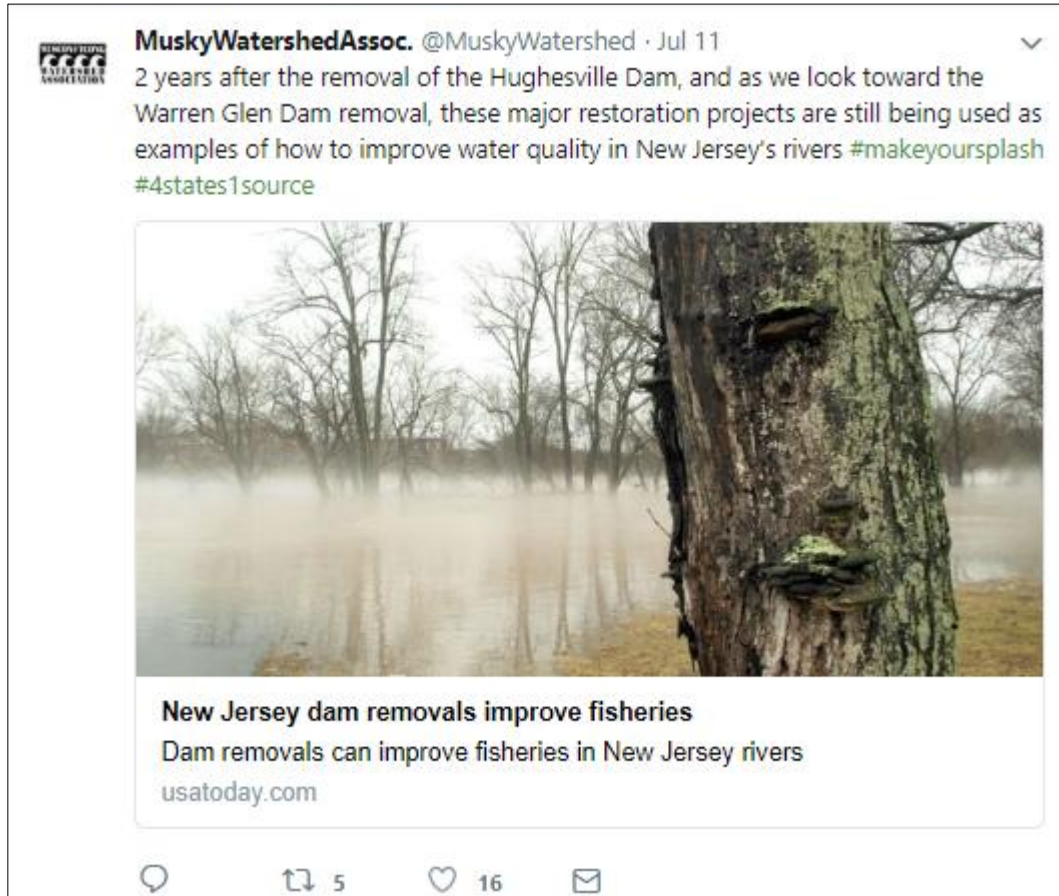 MUSCONETCONG
WATERSHED
ASSOCIATION
MuskyWatershedAssoc. @MuskyWatershed · Jul 11
2 years after the removal of the Hughesville Dam, and as we look toward the
Warren Glen Dam removal, these major restoration projects are still being used as
examples of how to improve water quality in New Jersey's rivers #makeyoursplash
#4states1source
New Jersey dam removals improve fisheries
Dam removals can improve fisheries in New Jersey rivers
usatoday.com
5 16